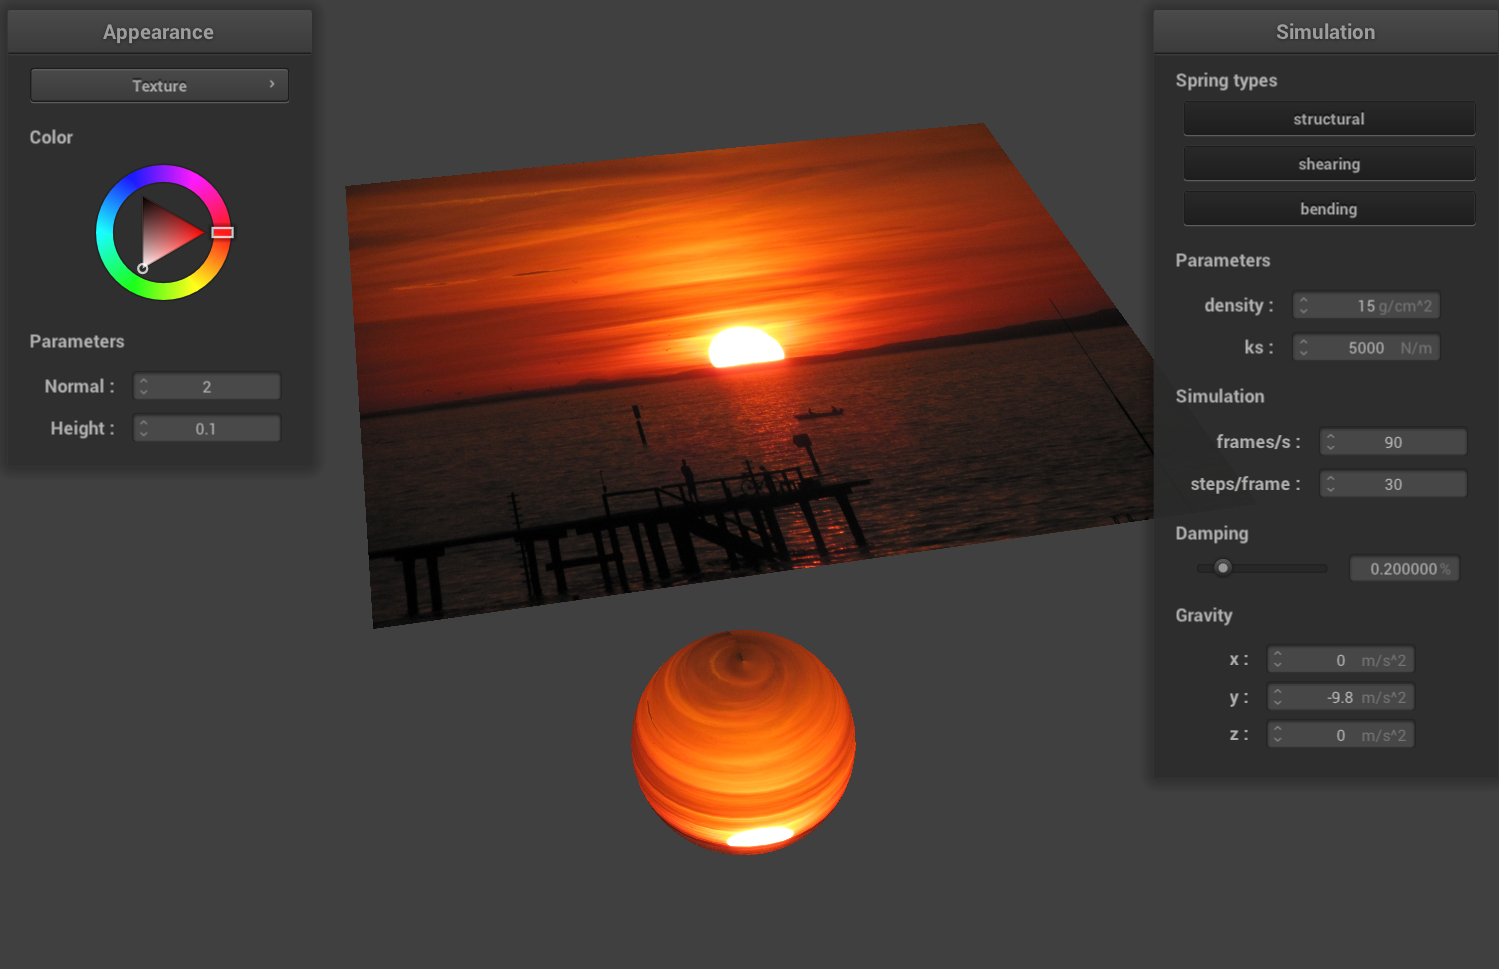 Appearance
Texture
Color
Parameters
Normal : 2
Height : 0.1
Simulation
Spring types
structural
shearing
bending
Parameters
density : 15 g/cm^2
ks : 5000 N/m
Simulation
frames/s : 90
steps/frame : 30
Damping
0.200000 %
Gravity
x : 0 m/s^2
y : -9.8 m/s^2
z : 0 m/s^2